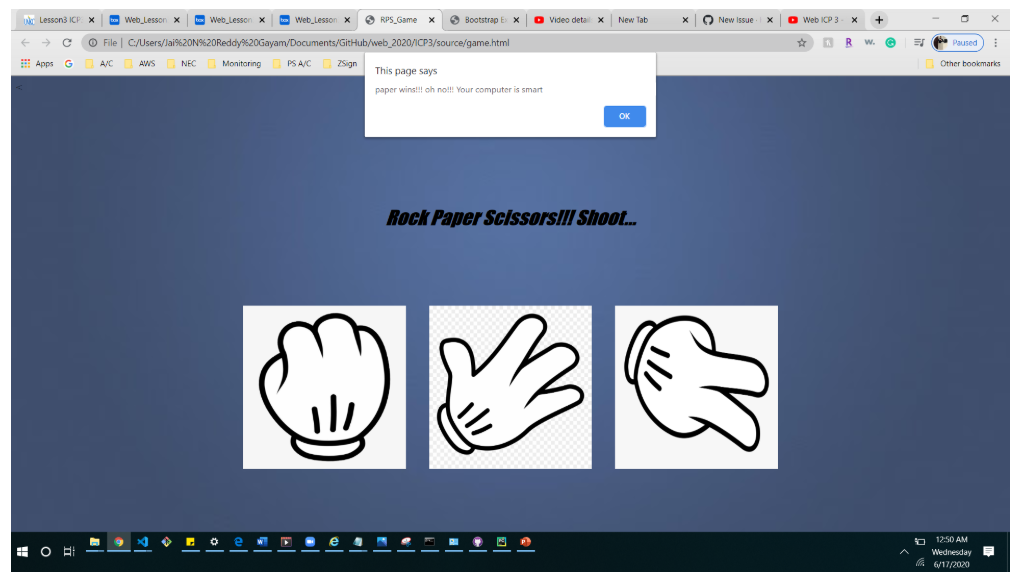 Lesson3 ICP
Web_Lesson
Web_Lesson
Web_Lesson
RPS_Game
Bootstrap Ex
Video detail
New Tab
New Issue
Web ICP 3 -
File | C:/Users/Jai%20N%20Reddy%20Gayam/Documents/GitHub/web_2020/ICP3/source/game.html
Paused
Apps
A/C
AWS
NEC
Monitoring
PS A/C
ZSign
Other bookmarks
This page says
paper wins!!! oh no!!! Your computer is smart
OK
<
Rock Paper Scissors!!! Shoot...
12:50 AM
Wednesday
6/17/2020